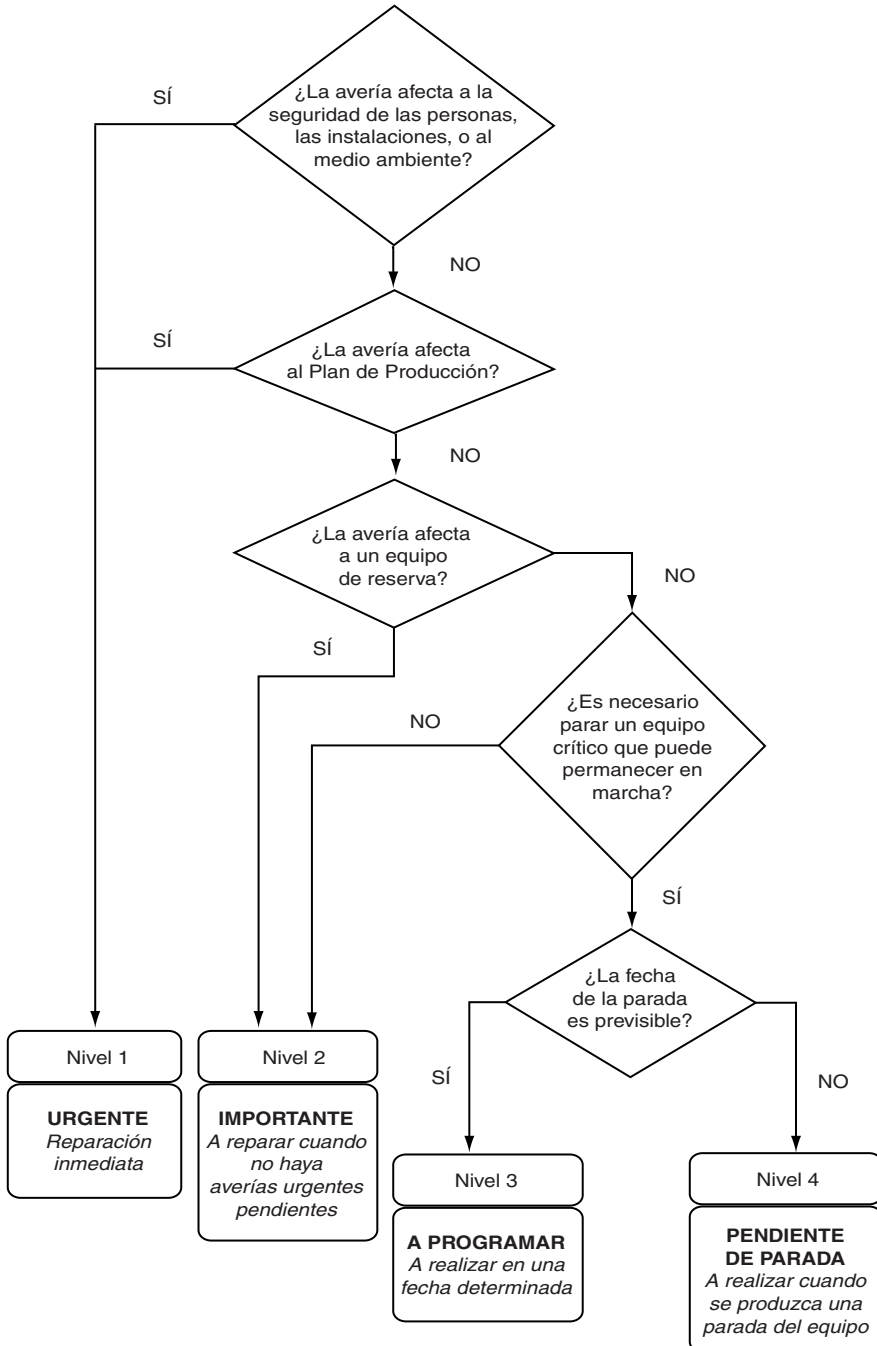 SÍ
¿La avería afecta a la
seguridad de las personas,
las instalaciones, o al
medio ambiente?
NO
SÍ
¿La avería afecta
al Plan de Producción?
NO
¿La avería afecta
a un equipo
de reserva?
NO
SÍ
NO
¿Es necesario
parar un equipo
crítico que puede
permanecer en
marcha?
SÍ
¿La fecha
de la parada
es previsible?
SÍ
NO
Nivel 1
URGENTE
Reparación
inmediata
Nivel 2
IMPORTANTE
A reparar cuando
no haya
averías urgentes
pendientes
Nivel 3
A PROGRAMAR
A realizar en una
fecha determinada
Nivel 4
PENDIENTE
DE PARADA
A realizar cuando
se produzca una
parada del equipo